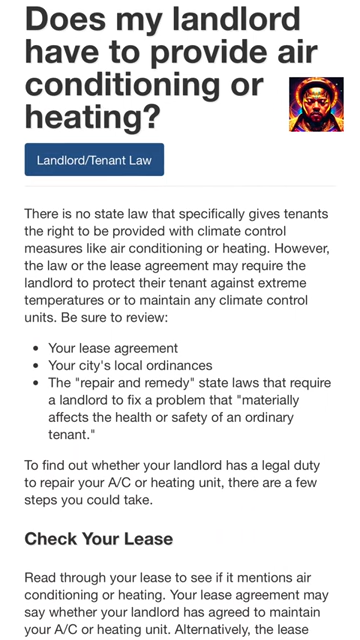 Does my landlord
have to provide air
conditioning or
heating?
Landlord/Tenant Law
There is no state law that specifically gives tenants
the right to be provided with climate control
measures like air conditioning or heating. However,
the law or the lease agreement may require the
landlord to protect their tenant against extreme
temperatures or to maintain any climate control
units. Be sure to review:
• Your lease agreement
• Your city's local ordinances
• The "repair and remedy" state laws that require
a landlord to fix a problem that "materially
affects the health or safety of an ordinary
tenant."
To find out whether your landlord has a legal duty
to repair your A/C or heating unit, there are a few
steps you could take.
Check Your Lease
Read through your lease to see if it mentions air
conditioning or heating. Your lease agreement may
say whether your landlord has agreed to maintain
your A/C or heating unit. Alternatively, the lease